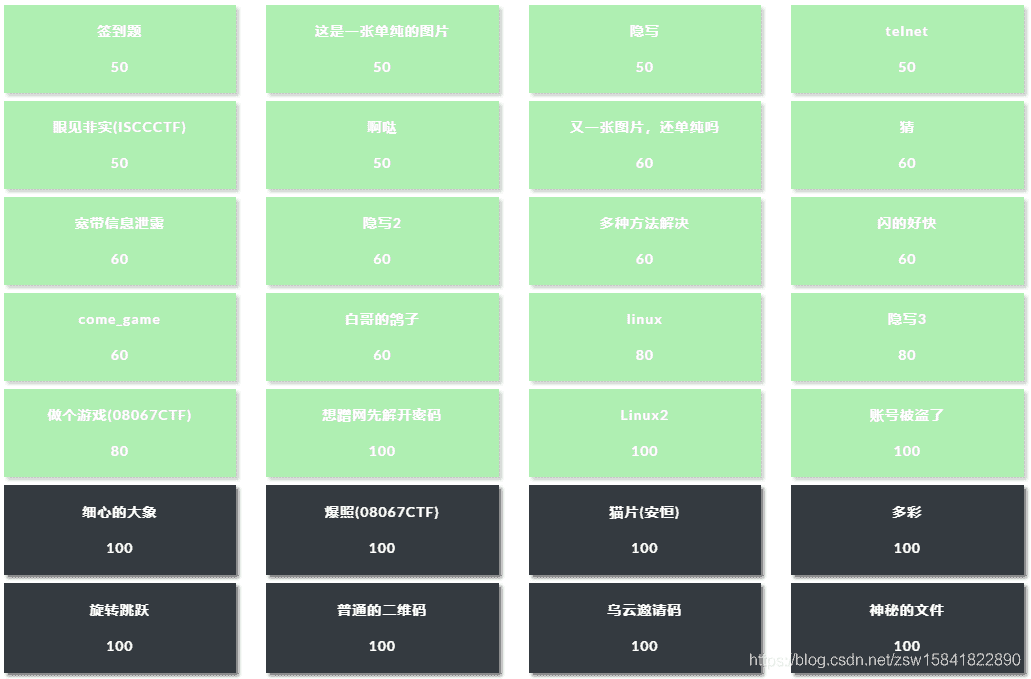 签到题
50
这是一张单纯的图片
50
隐写
50
telnet
50
眼见非实(ISCCCTF)
50
啊哒
50
又一张图片，还单纯吗
60
猜
60
宽带信息泄露
60
隐写2
60
多种方法解决
60
闪的好快
60
come_game
60
白哥的鸽子
60
linux
80
隐写3
80
做个游戏(08067CTF)
80
想蹭网先解开密码
100
Linux2
100
账号被盗了
100
细心的大象
100
爆照(08067CTF)
100
猫片(安恒)
100
多彩
100
旋转跳跃
100
普通的二维码
100
乌云邀请码
100
神秘的文件
100
https://blog.csdn.net/zsw15841822890